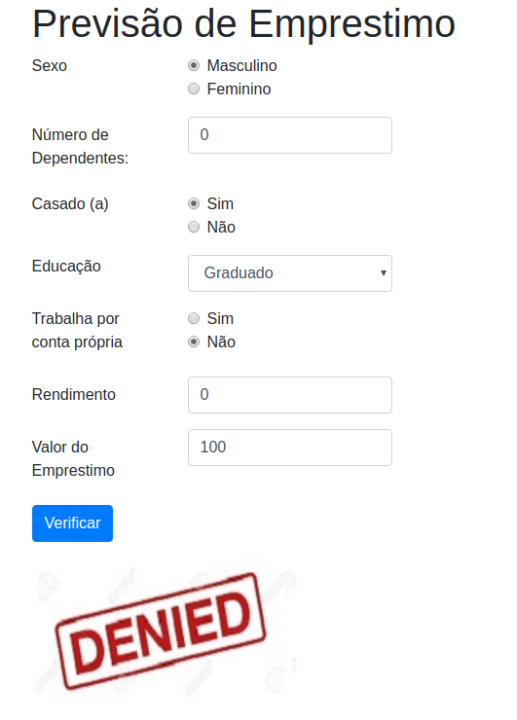 Previsão de Emprestimo
Sexo
Masculino
Feminino
Número de
Dependentes:
0
Casado (a)
Sim
Não
Educação
Graduado
Trabalha por
conta própria
Sim
Não
Rendimento
0
Valor do
Emprestimo
100
Verificar
DENIED